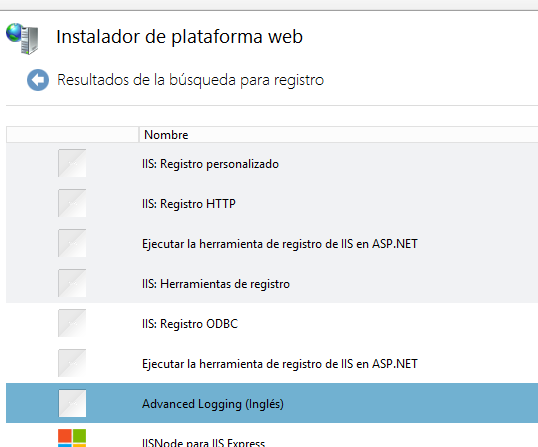 Instalador de plataforma web
Resultados de la búsqueda para registro
Nombre
IIS: Registro personalizado
IIS: Registro HTTP
Ejecutar la herramienta de registro de IIS en ASP.NET
IIS: Herramientas de registro
IIS: Registro ODBC
Ejecutar la herramienta de registro de IIS en ASP.NET
Advanced Logging (Inglés)
IISNode para IIS Express